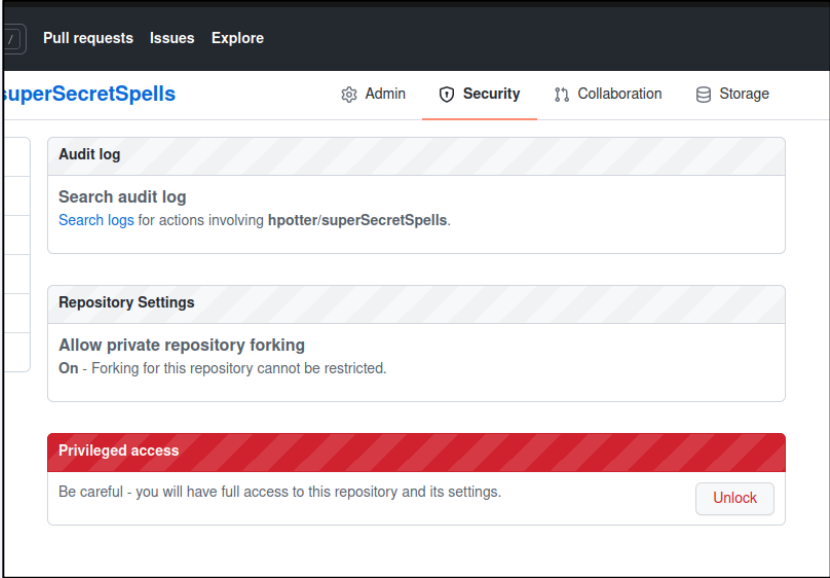 /
Pull requests Issues Explore
superSecretSpells
Admin Security Collaboration Storage
Audit log
Search audit log
Search logs for actions involving hpotter/superSecretSpells.
Repository Settings
Allow private repository forking
On - Forking for this repository cannot be restricted.
Privileged access
Be careful - you will have full access to this repository and its settings.
Unlock